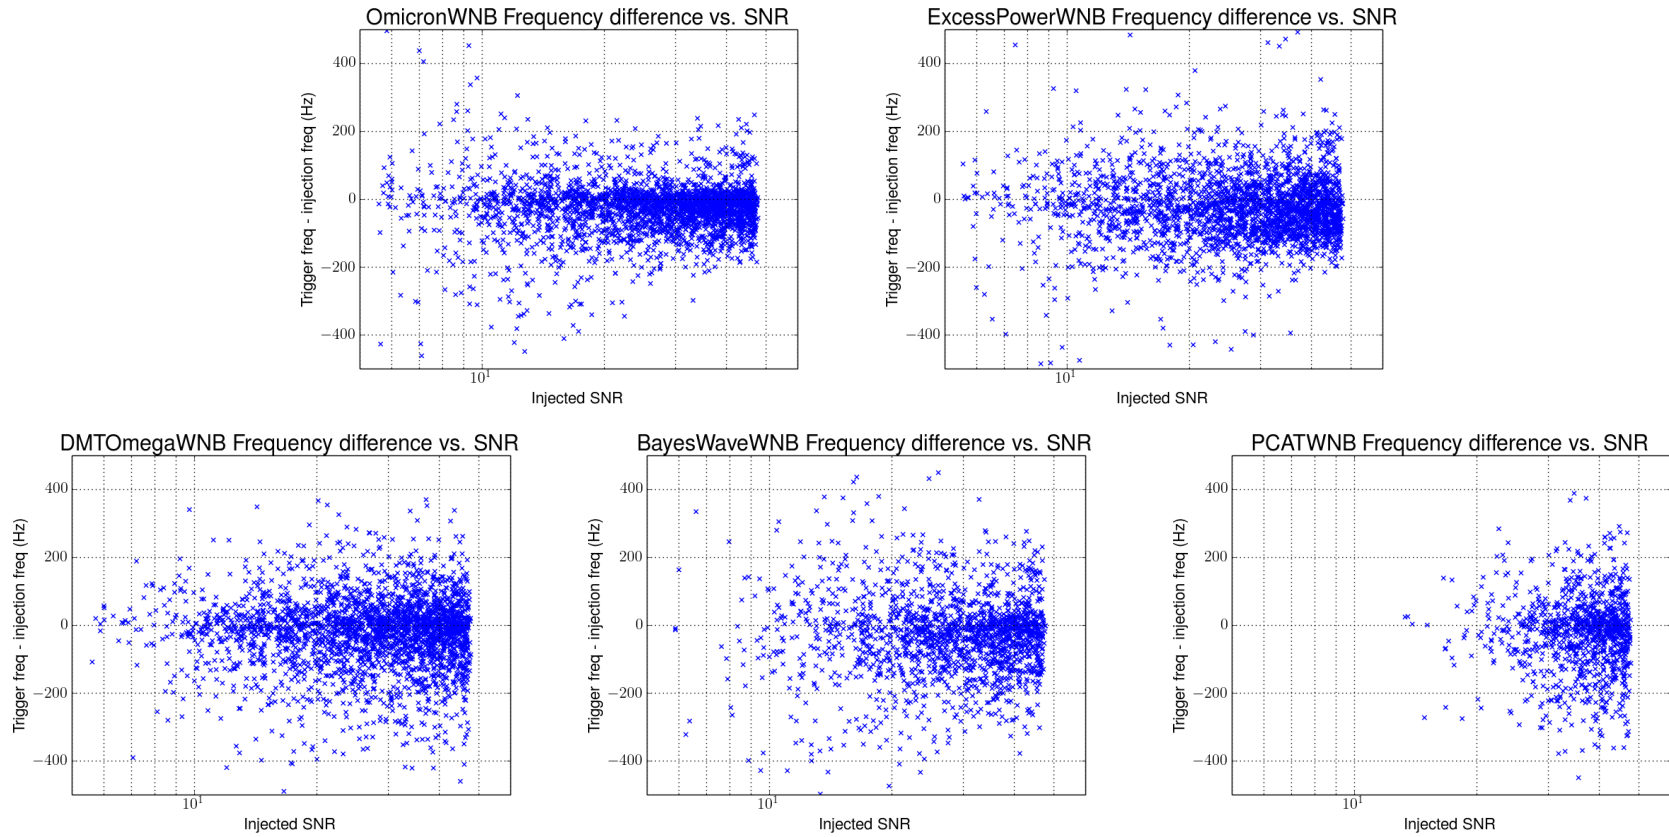 OmicronWNB Frequency difference vs. SNR
Trigger freq - injection freq (Hz)
400
200
0
−200
−400
10¹
Injected SNR
ExcessPowerWNB Frequency difference vs. SNR
Trigger freq - injection freq (Hz)
400
200
0
−200
−400
10¹
Injected SNR
DMTOmegaWNB Frequency difference vs. SNR
Trigger freq - injection freq (Hz)
400
200
0
−200
−400
10¹
Injected SNR
BayesWaveWNB Frequency difference vs. SNR
Trigger freq - injection freq (Hz)
400
200
0
−200
−400
10¹
Injected SNR
PCATWNB Frequency difference vs. SNR
Trigger freq - injection freq (Hz)
400
200
0
−200
−400
10¹
Injected SNR